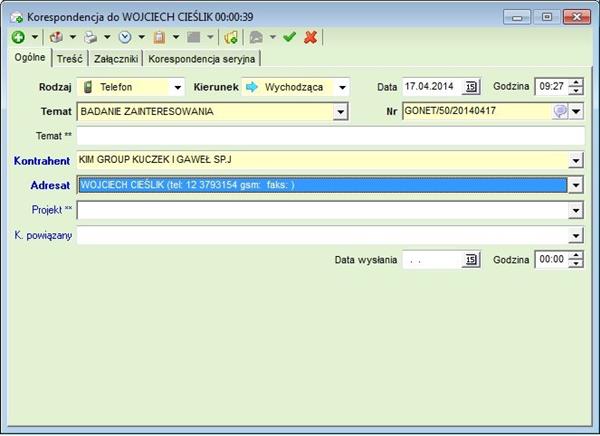 Korespondencja do WOJCIECH CIEŚLIK 00:00:39
Ogólne Treść Załączniki Korespondencja seryjna
Rodzaj Telefon Kierunek Wychodząca Data 17.04.2014 15 Godzina 09:27
Temat BADANIE ZAINTERESOWANIA Nr GONET/50/20140417
Temat **
Kontrahent KIM GROUP KUCZEK I GAWEŁ SP.J
Adresat WOJCIECH CIEŚLIK (tel: 12 3793154 gsm: faks: )
Projekt **
K. powiązany
Data wysłania . . 15 Godzina 00:00